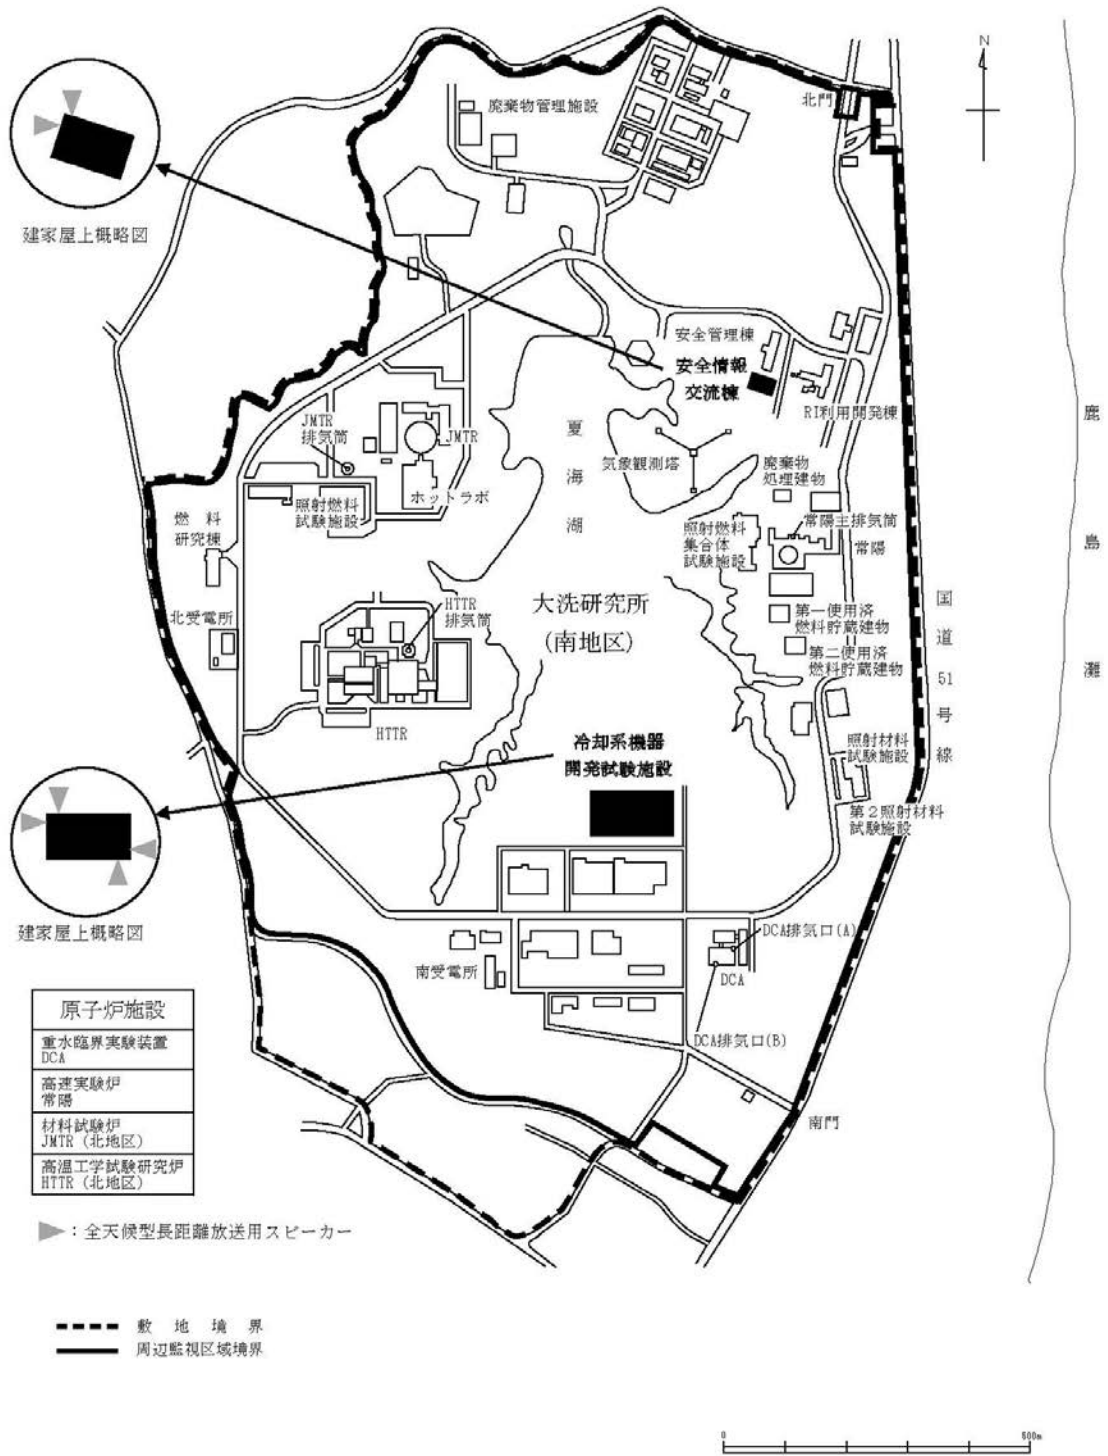 N
北門
廃棄物管理施設
建家屋上概略図
安全管理棟
安全情報
交流棟
RI利用開発棟
鹿
島
灘
JMTR
排気筒
JMTR
ホットラボ
夏
海
湖
気象観測塔
廃棄物
処理建物
照射燃料
試験施設
燃料
研究棟
照射燃料
集合体
試験施設
常陽主排気筒
常陽
北受電所
HTTR
排気筒
大洗研究所
(南地区)
第一使用済
燃料貯蔵建物
第二使用済
燃料貯蔵建物
国
道
51
号
線
HTTR
冷却系機器
開発試験施設
照射材料
試験施設
第2照射材料
試験施設
建家屋上概略図
南受電所
DCA排気口(A)
DCA
DCA排気口(B)
南門
原子炉施設
重水臨界実験装置
DCA
高速実験炉
常陽
材料試験炉
JMTR (北地区)
高温工学試験研究炉
HTTR (北地区)
:全天候型長距離放送用スピーカー
敷地境界
周辺監視区域境界
0 500m